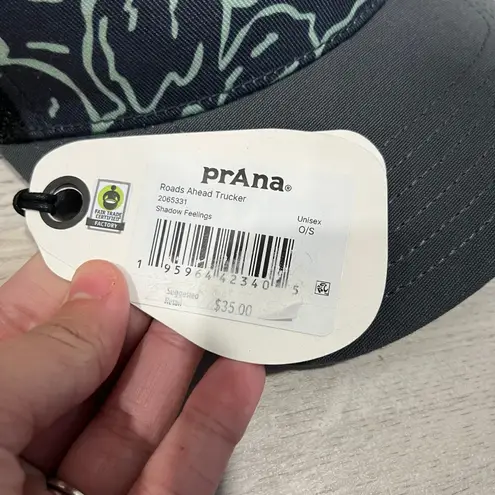 prAna®
Roads Ahead Trucker
2065331
Shadow Feelings
Unisex
O/S
FAIR TRADE
CERTIFIED
FACTORY
1 95964 42340 5
Suggested
Retail
$35.00